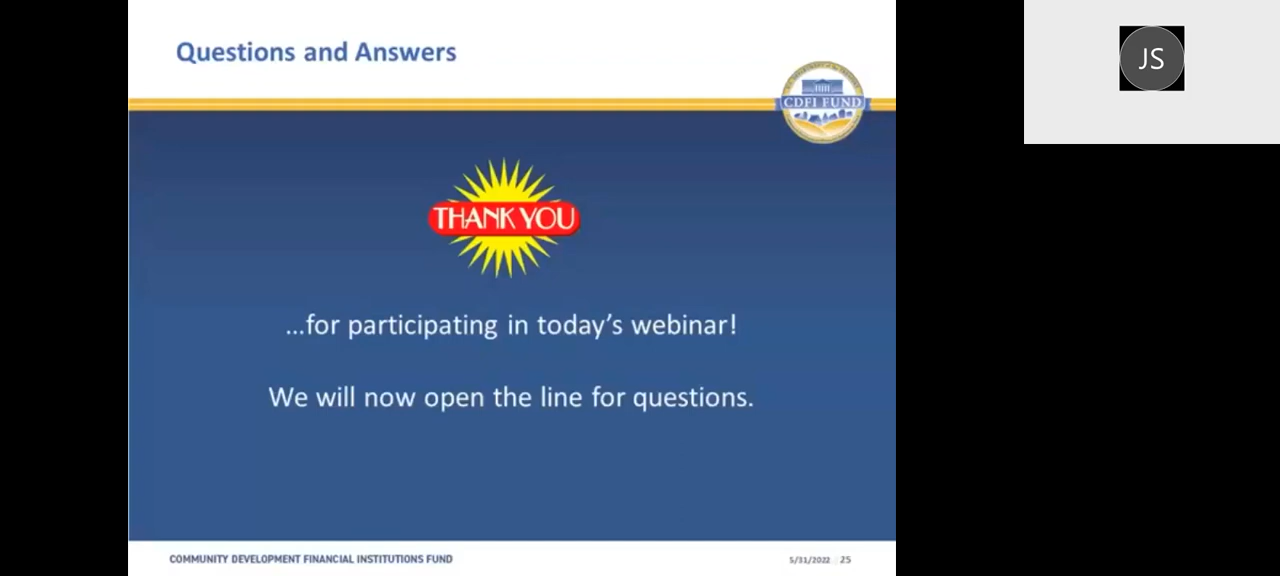 Questions and Answers
JS
CDFI FUND
THANK YOU
...for participating in today's webinar!
We will now open the line for questions.
COMMUNITY DEVELOPMENT FINANCIAL INSTITUTIONS FUND
5/31/2022 | 25